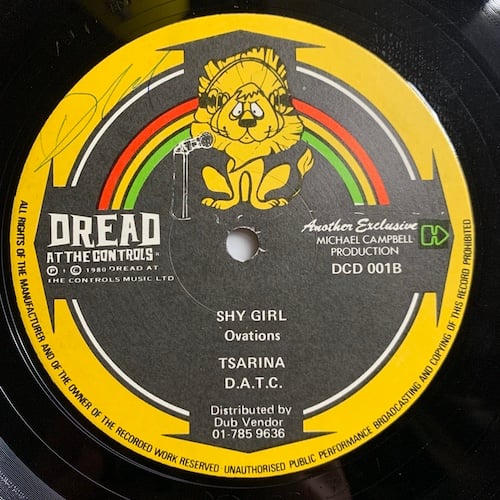 DREAD
AT THE CONTROLS
Ⓟ & © 1980 DREAD AT
THE CONTROLS MUSIC LTD
Another Exclusive
MICHAEL CAMPBELL
PRODUCTION
DCD 001B
SHY GIRL
Ovations
TSARINA
D.A.T.C.
Distributed by
Dub Vendor
01-785 9636
ALL RIGHTS OF THE MANUFACTURER AND OF THE OWNER OF THE RECORDED WORK RESERVED · UNAUTHORISED PUBLIC PERFORMANCE BROADCASTING AND COPYING OF THIS RECORD PROHIBITED